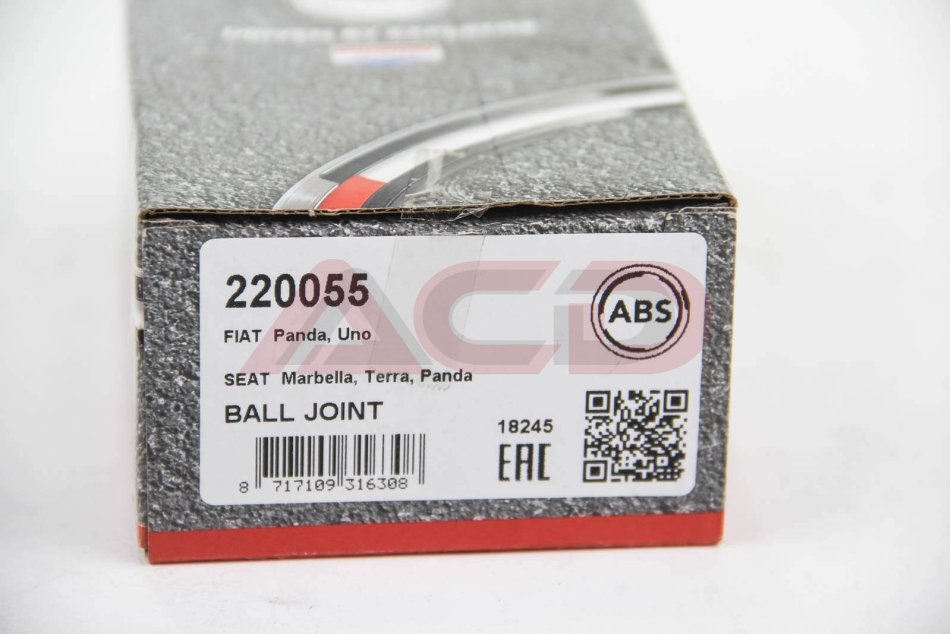 220055
FIAT Panda, Uno
SEAT Marbella, Terra, Panda
BALL JOINT
8 717109 316308
18245
EAC
ABS
ACD